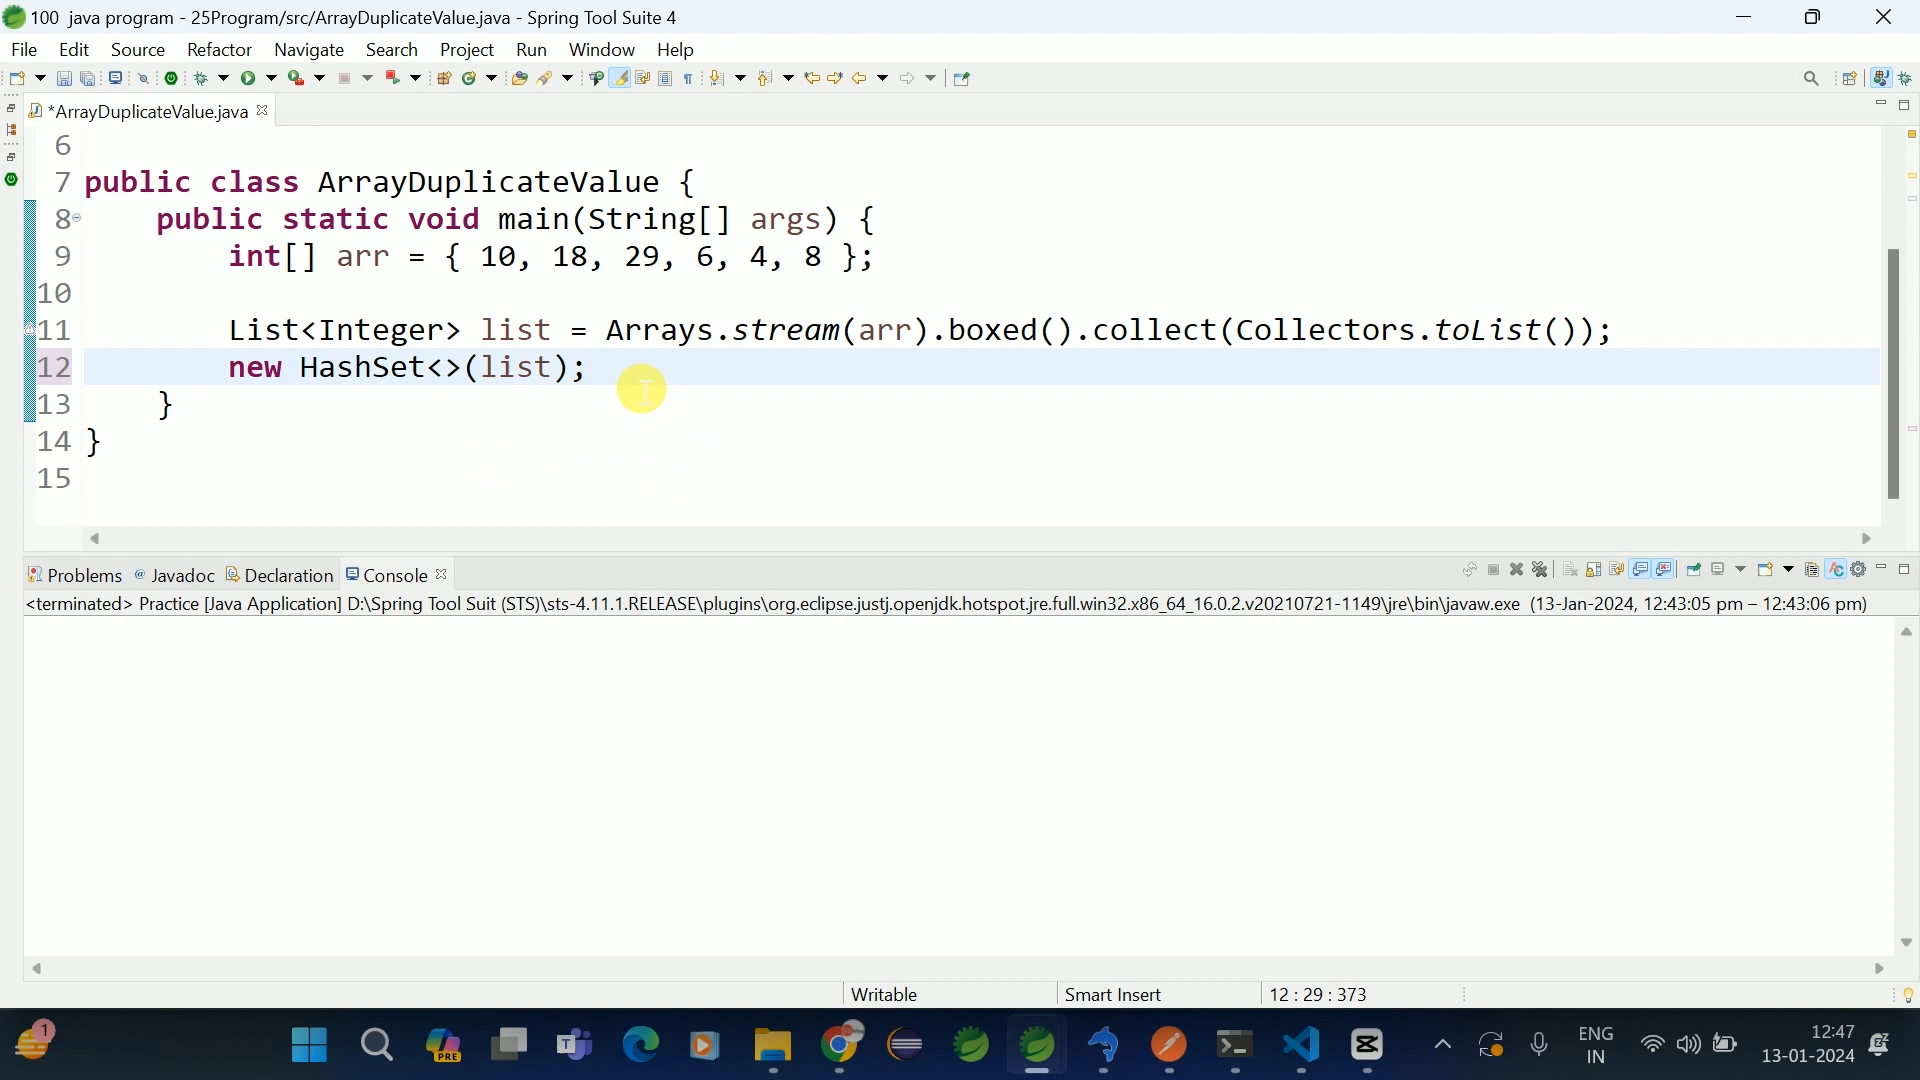 100_java program - 25Program/src/ArrayDuplicateValue.java - Spring Tool Suite 4
File Edit Source Refactor Navigate Search Project Run Window Help
*ArrayDuplicateValue.java
6
7 public class ArrayDuplicateValue {
8 public static void main(String[] args) {
9 int[] arr = { 10, 18, 29, 6, 4, 8 };
10
11 List<Integer> list = Arrays.stream(arr).boxed().collect(Collectors.toList());
12 new HashSet<>(list);
13 }
14 }
15
Problems @ Javadoc Declaration Console
<terminated> Practice [Java Application] D:\Spring Tool Suit (STS)\sts-4.11.1.RELEASE\plugins\org.eclipse.justj.openjdk.hotspot.jre.full.win32.x86_64_16.0.2.v20210721-1149\jre\bin\javaw.exe (13-Jan-2024, 12:43:05 pm – 12:43:06 pm)
Writable Smart Insert 12 : 29 : 373
1 PRE ENG 12:47
IN 13-01-2024